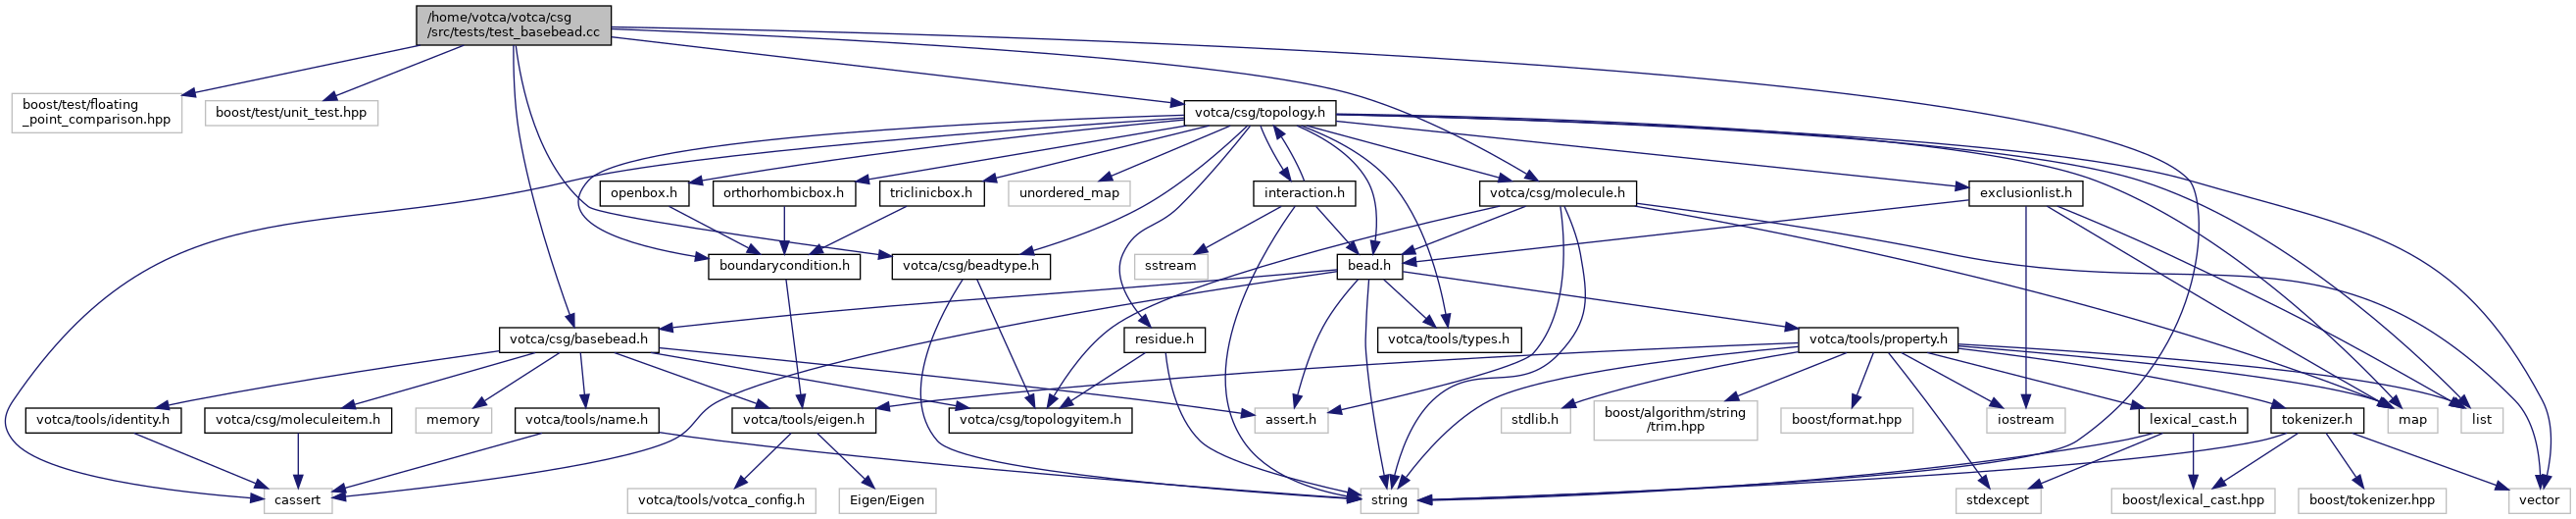 /home/votca/votca/csg
/src/tests/test_basebead.cc
boost/test/floating
_point_comparison.hpp
boost/test/unit_test.hpp
votca/csg/topology.h
openbox.h
orthorhombicbox.h
triclinicbox.h
unordered_map
interaction.h
votca/csg/molecule.h
exclusionlist.h
boundarycondition.h
votca/csg/beadtype.h
sstream
bead.h
votca/csg/basebead.h
residue.h
votca/tools/types.h
votca/tools/property.h
votca/tools/identity.h
votca/csg/moleculeitem.h
memory
votca/tools/name.h
votca/tools/eigen.h
votca/csg/topologyitem.h
assert.h
stdlib.h
boost/algorithm/string
/trim.hpp
boost/format.hpp
iostream
lexical_cast.h
tokenizer.h
map
list
cassert
votca/tools/votca_config.h
Eigen/Eigen
string
stdexcept
boost/lexical_cast.hpp
boost/tokenizer.hpp
vector